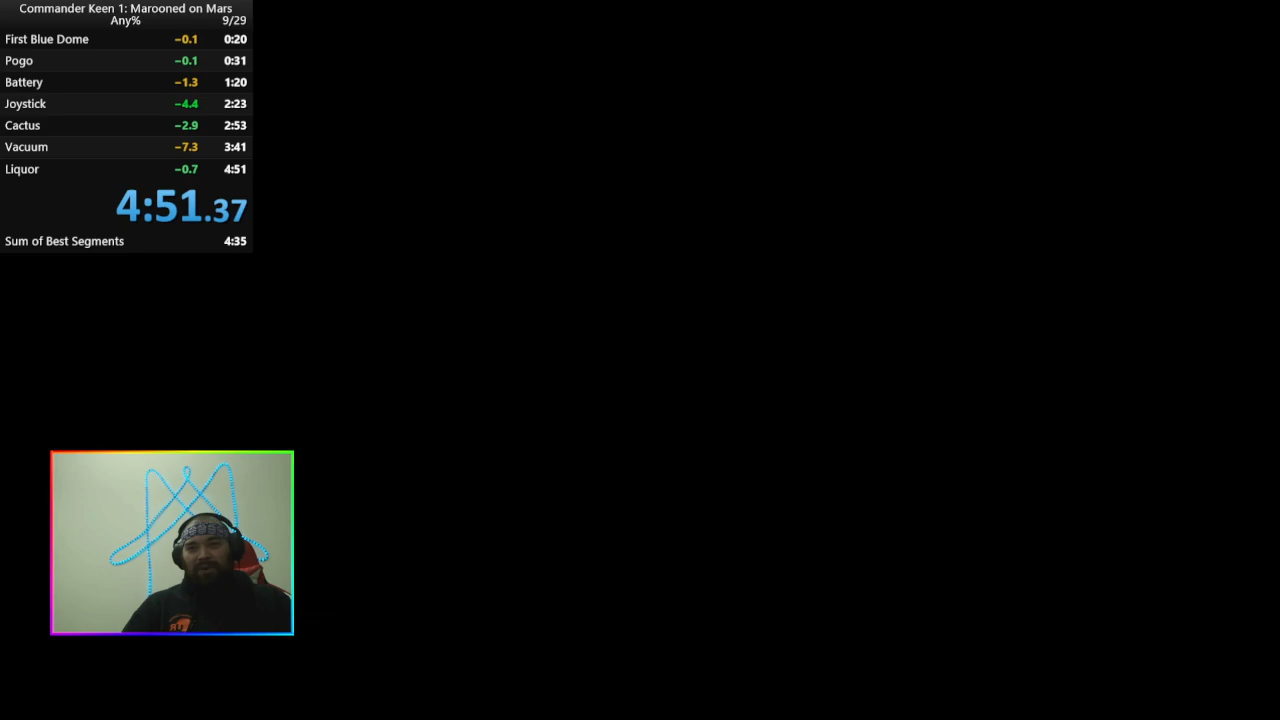 Commander Keen 1: Marooned on Mars
Any% 9/29
First Blue Dome −0.1 0:20
Pogo −0.1 0:31
Battery −1.3 1:20
Joystick −4.4 2:23
Cactus −2.9 2:53
Vacuum −7.3 3:41
Liquor −0.7 4:51
4:51.37
Sum of Best Segments 4:35